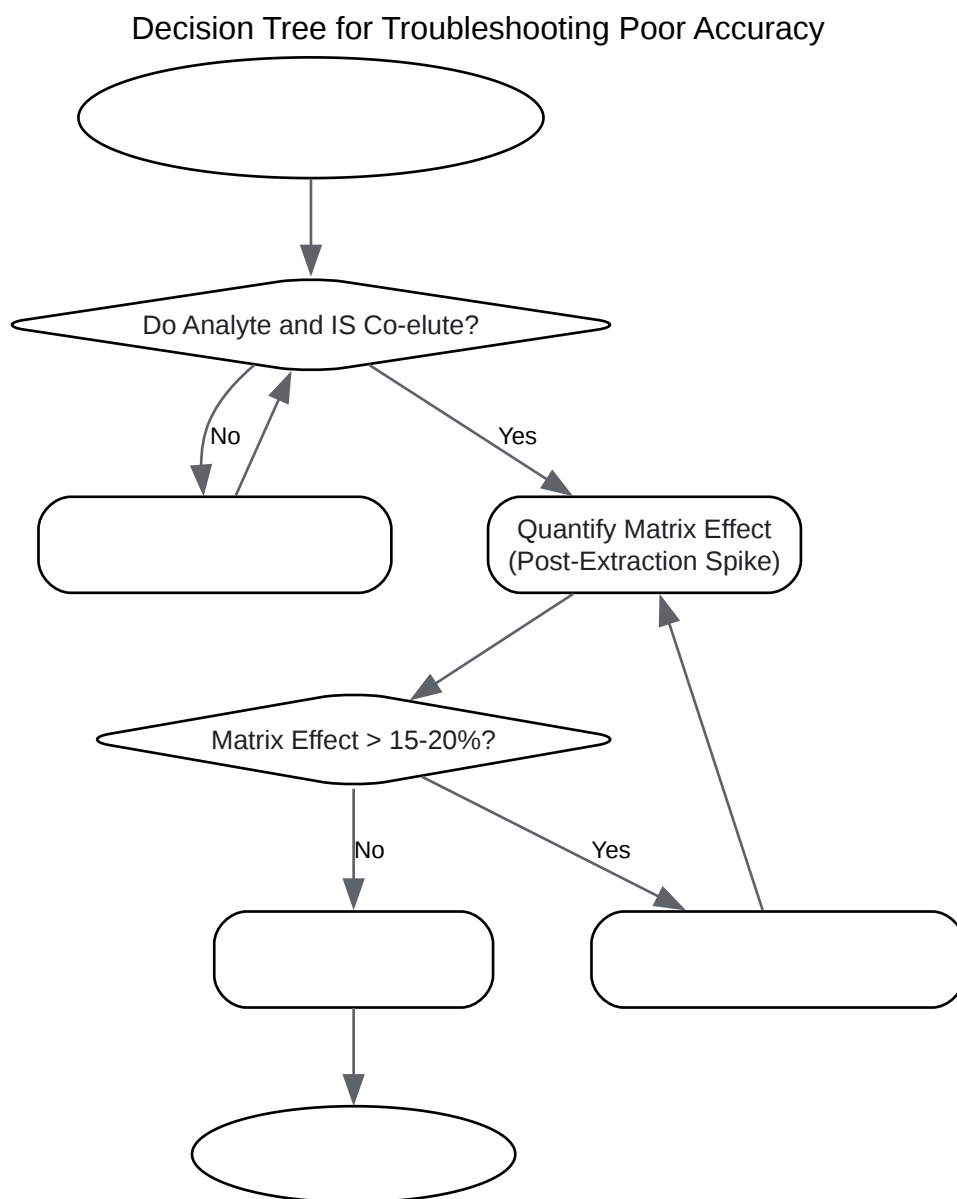 Decision Tree for Troubleshooting Poor Accuracy
Do Analyte and IS Co-elute?
No
Yes
Quantify Matrix Effect
(Post-Extraction Spike)
Matrix Effect > 15-20%?
No
Yes